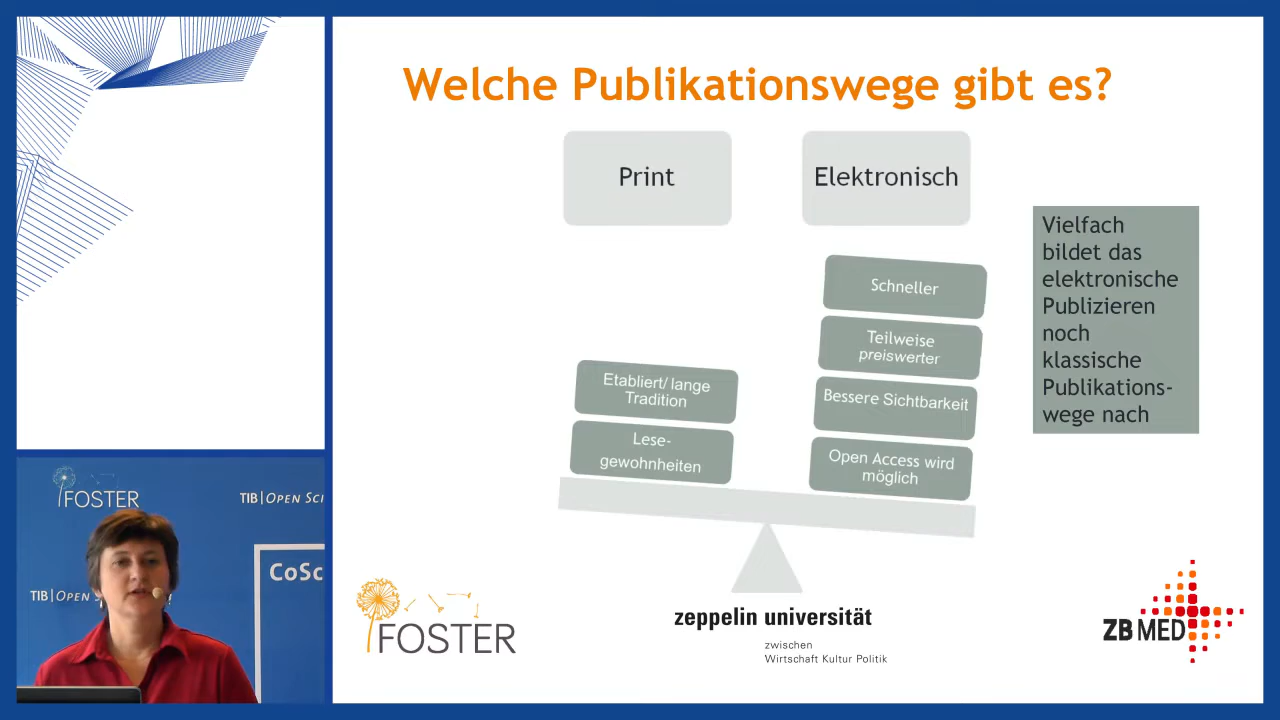 Welche Publikationswege gibt es?
Print
Elektronisch
Schneller
Teilweise
preiswerter
Bessere Sichtbarkeit
Open Access wird
möglich
Etabliert/ lange
Tradition
Lese-
gewohnheiten
Vielfach
bildet das
elektronische
Publizieren
noch
klassische
Publikations-
wege nach
FOSTER
zeppelin universität
zwischen
Wirtschaft Kultur Politik
ZB MED
FOSTER
TIB|OPEN SCI
CoSc
TIB|OPEN S